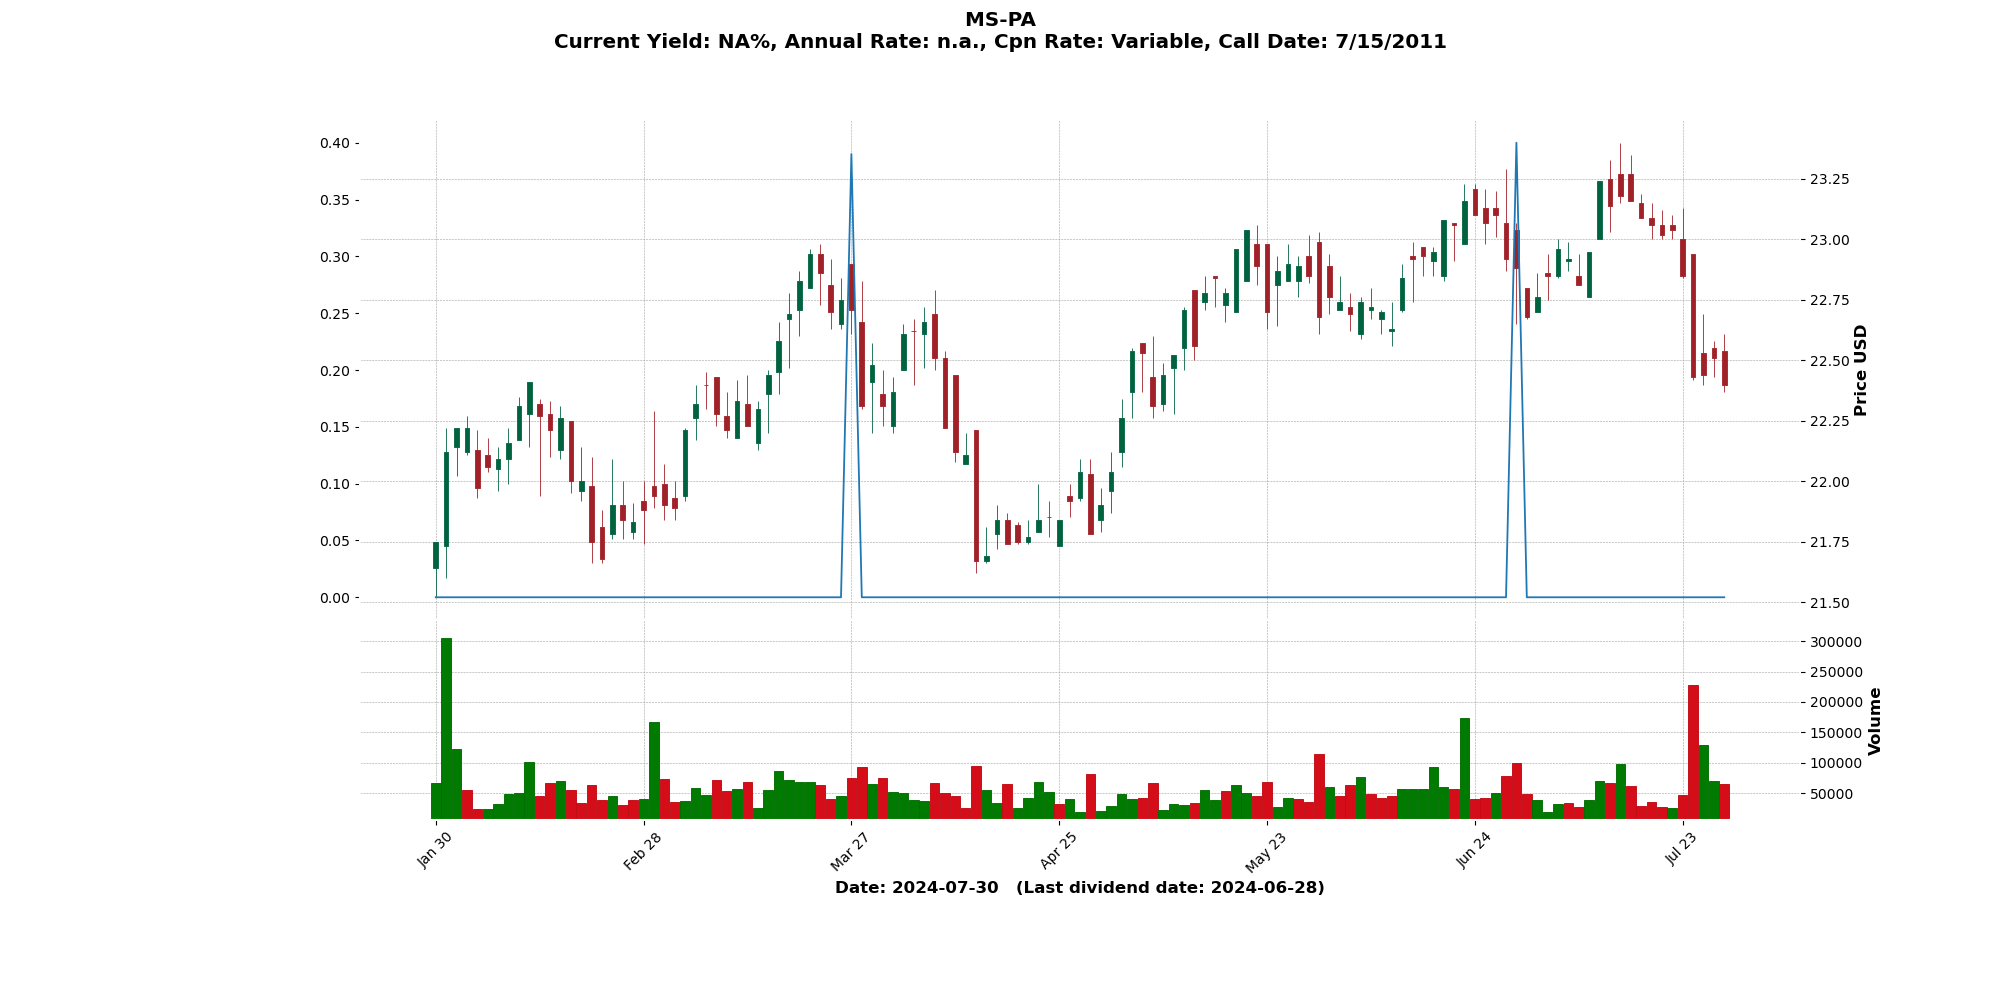 MS-PA
Current Yield: NA%, Annual Rate: n.a., Cpn Rate: Variable, Call Date: 7/15/2011
0.40
0.35
0.30
0.25
0.20
0.15
0.10
0.05
0.00
23.25
23.00
22.75
22.50
22.25
22.00
21.75
21.50
Price USD
300000
250000
200000
150000
100000
50000
Volume
Jan 30
Feb 28
Mar 27
Apr 25
May 23
Jun 24
Jul 23
Date: 2024-07-30   (Last dividend date: 2024-06-28)